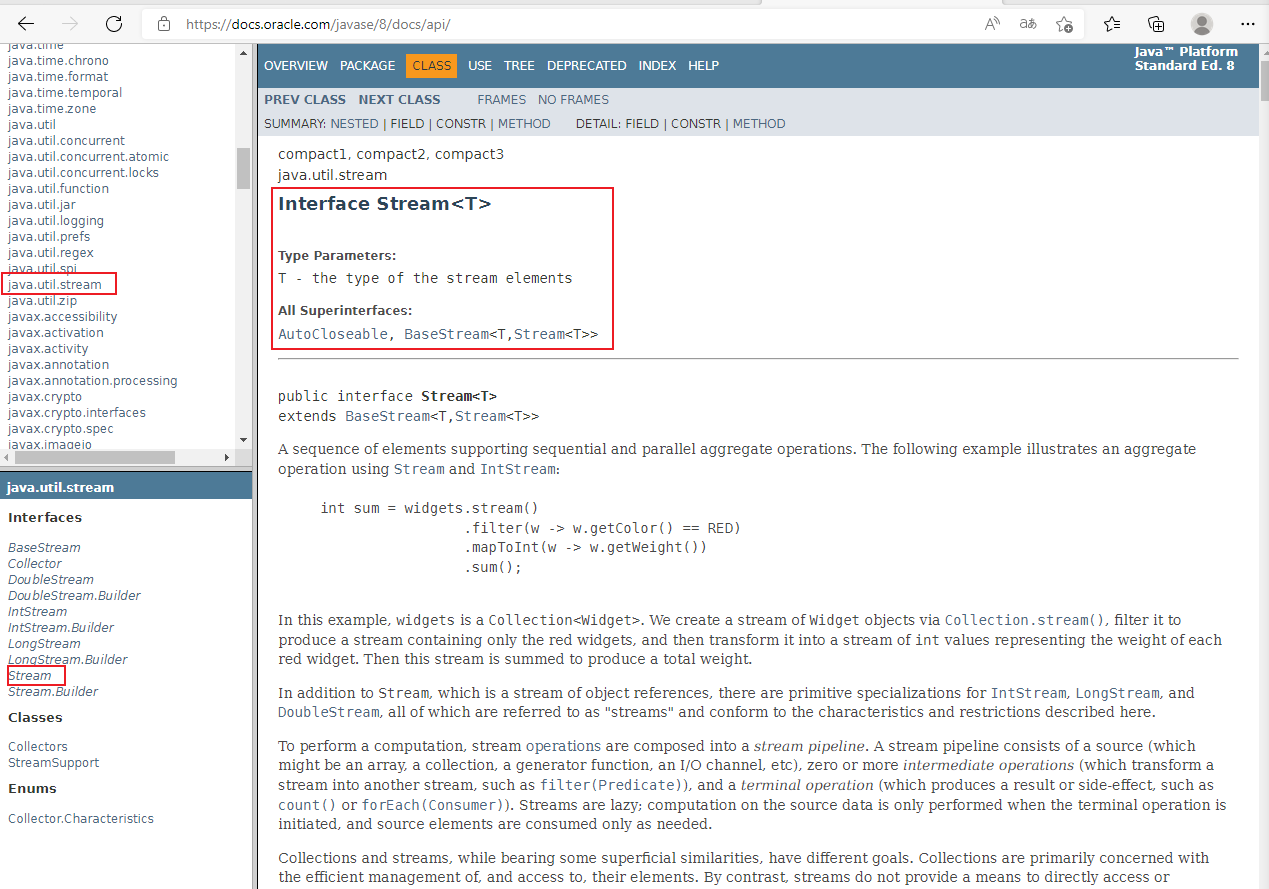 https://docs.oracle.com/javase/8/docs/api/
java.time
java.time.chrono
java.time.format
java.time.temporal
java.time.zone
java.util
java.util.concurrent
java.util.concurrent.atomic
java.util.concurrent.locks
java.util.function
java.util.jar
java.util.logging
java.util.prefs
java.util.regex
java.util.spi
java.util.stream
java.util.zip
javax.accessibility
javax.activation
javax.activity
javax.annotation
javax.annotation.processing
javax.crypto
javax.crypto.interfaces
javax.crypto.spec
javax.imageio
java.util.stream
Interfaces
BaseStream
Collector
DoubleStream
DoubleStream.Builder
IntStream
IntStream.Builder
LongStream
LongStream.Builder
Stream
Stream.Builder
Classes
Collectors
StreamSupport
Enums
Collector.Characteristics
OVERVIEW PACKAGE CLASS USE TREE DEPRECATED INDEX HELP
Java™ Platform
Standard Ed. 8
PREV CLASS NEXT CLASS FRAMES NO FRAMES
SUMMARY: NESTED | FIELD | CONSTR | METHOD DETAIL: FIELD | CONSTR | METHOD
compact1, compact2, compact3
java.util.stream
Interface Stream<T>
Type Parameters:
T - the type of the stream elements
All Superinterfaces:
AutoCloseable, BaseStream<T,Stream<T>>
public interface Stream<T>
extends BaseStream<T,Stream<T>>
A sequence of elements supporting sequential and parallel aggregate operations. The following example illustrates an aggregate
operation using Stream and IntStream:
int sum = widgets.stream()
.filter(w -> w.getColor() == RED)
.mapToInt(w -> w.getWeight())
.sum();
In this example, widgets is a Collection<Widget>. We create a stream of Widget objects via Collection.stream(), filter it to
produce a stream containing only the red widgets, and then transform it into a stream of int values representing the weight of each
red widget. Then this stream is summed to produce a total weight.
In addition to Stream, which is a stream of object references, there are primitive specializations for IntStream, LongStream, and
DoubleStream, all of which are referred to as "streams" and conform to the characteristics and restrictions described here.
To perform a computation, stream operations are composed into a stream pipeline. A stream pipeline consists of a source (which
might be an array, a collection, a generator function, an I/O channel, etc), zero or more intermediate operations (which transform a
stream into another stream, such as filter(Predicate)), and a terminal operation (which produces a result or side-effect, such as
count() or forEach(Consumer)). Streams are lazy; computation on the source data is only performed when the terminal operation is
initiated, and source elements are consumed only as needed.
Collections and streams, while bearing some superficial similarities, have different goals. Collections are primarily concerned with
the efficient management of, and access to, their elements. By contrast, streams do not provide a means to directly access or